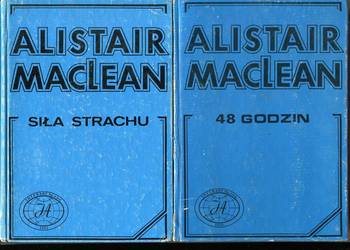 ALISTAIR
MACLEAN
SIŁA STRACHU
ALISTAIR
MACLEAN
48 GODZIN